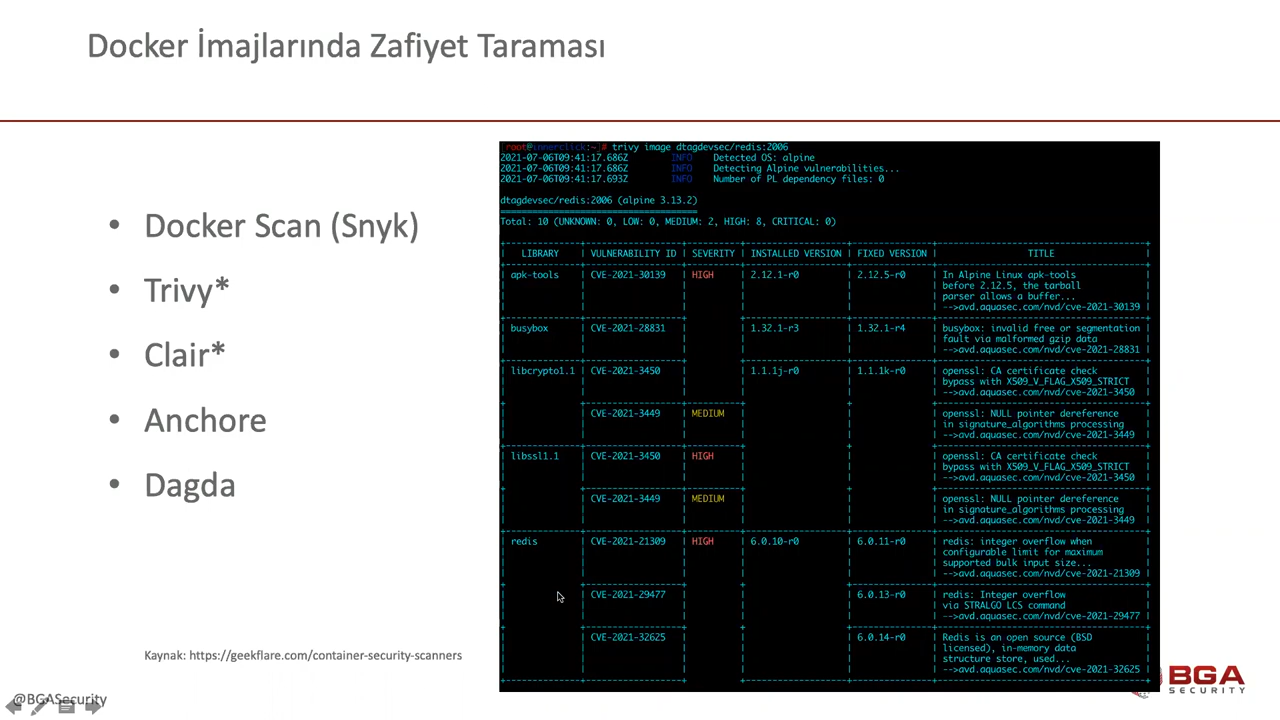 Docker İmajlarında Zafiyet Taraması
• Docker Scan (Snyk)
• Trivy*
• Clair*
• Anchore
• Dagda
Kaynak: https://geekflare.com/container-security-scanners
@BGASecurity
root@innerclick:~# trivy image dtagdevsec/redis:2006
2021-07-06T09:41:17.686Z INFO Detected OS: alpine
2021-07-06T09:41:17.686Z INFO Detecting Alpine vulnerabilities...
2021-07-06T09:41:17.693Z INFO Number of PL dependency files: 0
dtagdevsec/redis:2006 (alpine 3.13.2)
=====================================
Total: 10 (UNKNOWN: 0, LOW: 0, MEDIUM: 2, HIGH: 8, CRITICAL: 0)
LIBRARY | VULNERABILITY ID | SEVERITY | INSTALLED VERSION | FIXED VERSION | TITLE
apk-tools | CVE-2021-30139 | HIGH | 2.12.1-r0 | 2.12.5-r0 | In Alpine Linux apk-tools
before 2.12.5, the tarball
parser allows a buffer...
-->avd.aquasec.com/nvd/cve-2021-30139
busybox | CVE-2021-28831 | 1.32.1-r3 | 1.32.1-r4 | busybox: invalid free or segmentation
fault via malformed gzip data
-->avd.aquasec.com/nvd/cve-2021-28831
libcrypto1.1 | CVE-2021-3450 | 1.1.1j-r0 | 1.1.1k-r0 | openssl: CA certificate check
bypass with X509_V_FLAG_X509_STRICT
-->avd.aquasec.com/nvd/cve-2021-3450
CVE-2021-3449 | MEDIUM | openssl: NULL pointer dereference
in signature_algorithms processing
-->avd.aquasec.com/nvd/cve-2021-3449
libssl1.1 | CVE-2021-3450 | HIGH | openssl: CA certificate check
bypass with X509_V_FLAG_X509_STRICT
-->avd.aquasec.com/nvd/cve-2021-3450
CVE-2021-3449 | MEDIUM | openssl: NULL pointer dereference
in signature_algorithms processing
-->avd.aquasec.com/nvd/cve-2021-3449
redis | CVE-2021-21309 | HIGH | 6.0.10-r0 | 6.0.11-r0 | redis: integer overflow when
configurable limit for maximum
supported bulk input size...
-->avd.aquasec.com/nvd/cve-2021-21309
CVE-2021-29477 | 6.0.13-r0 | redis: Integer overflow
via STRALGO LCS command
-->avd.aquasec.com/nvd/cve-2021-29477
CVE-2021-32625 | 6.0.14-r0 | Redis is an open source (BSD
licensed), in-memory data
structure store, used...
-->avd.aquasec.com/nvd/cve-2021-32625
BGA
SECURITY